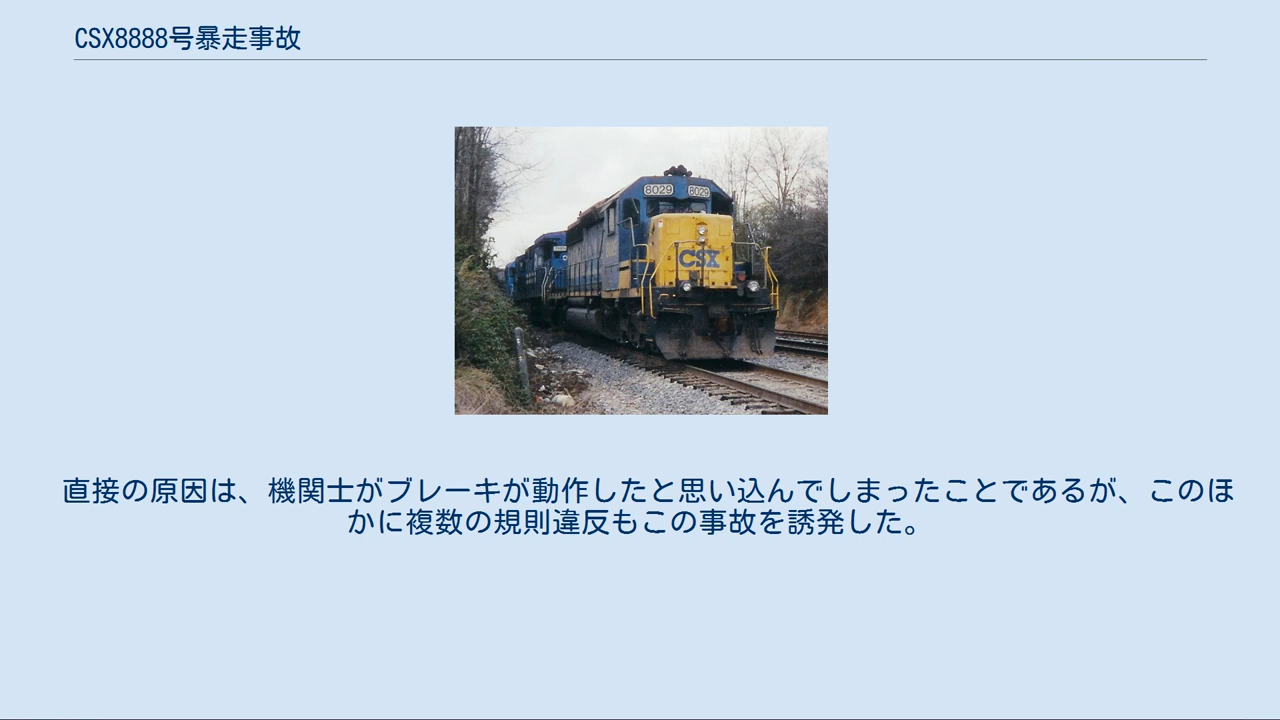 CSX8888号暴走事故
8029
8029
CSX
直接の原因は、機関士がブレーキが動作したと思い込んでしまったことであるが、このほ
かに複数の規則違反もこの事故を誘発した。